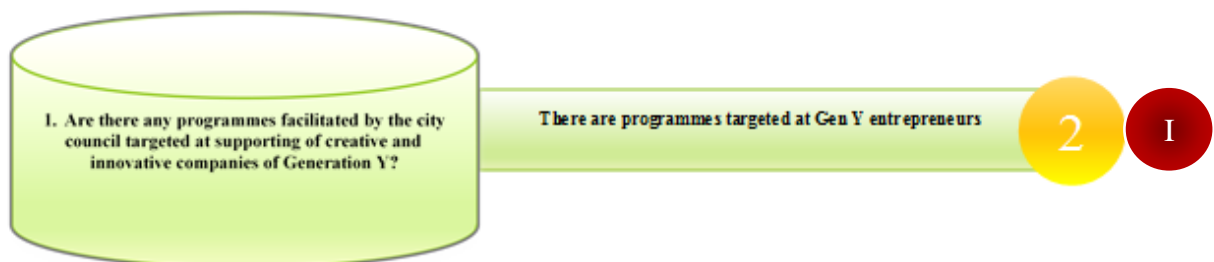 1. Are there any programmes facilitated by the city
council targeted at supporting of creative and
innovative companies of Generation Y?
There are programmes targeted at Gen Y entrepreneurs
2
I